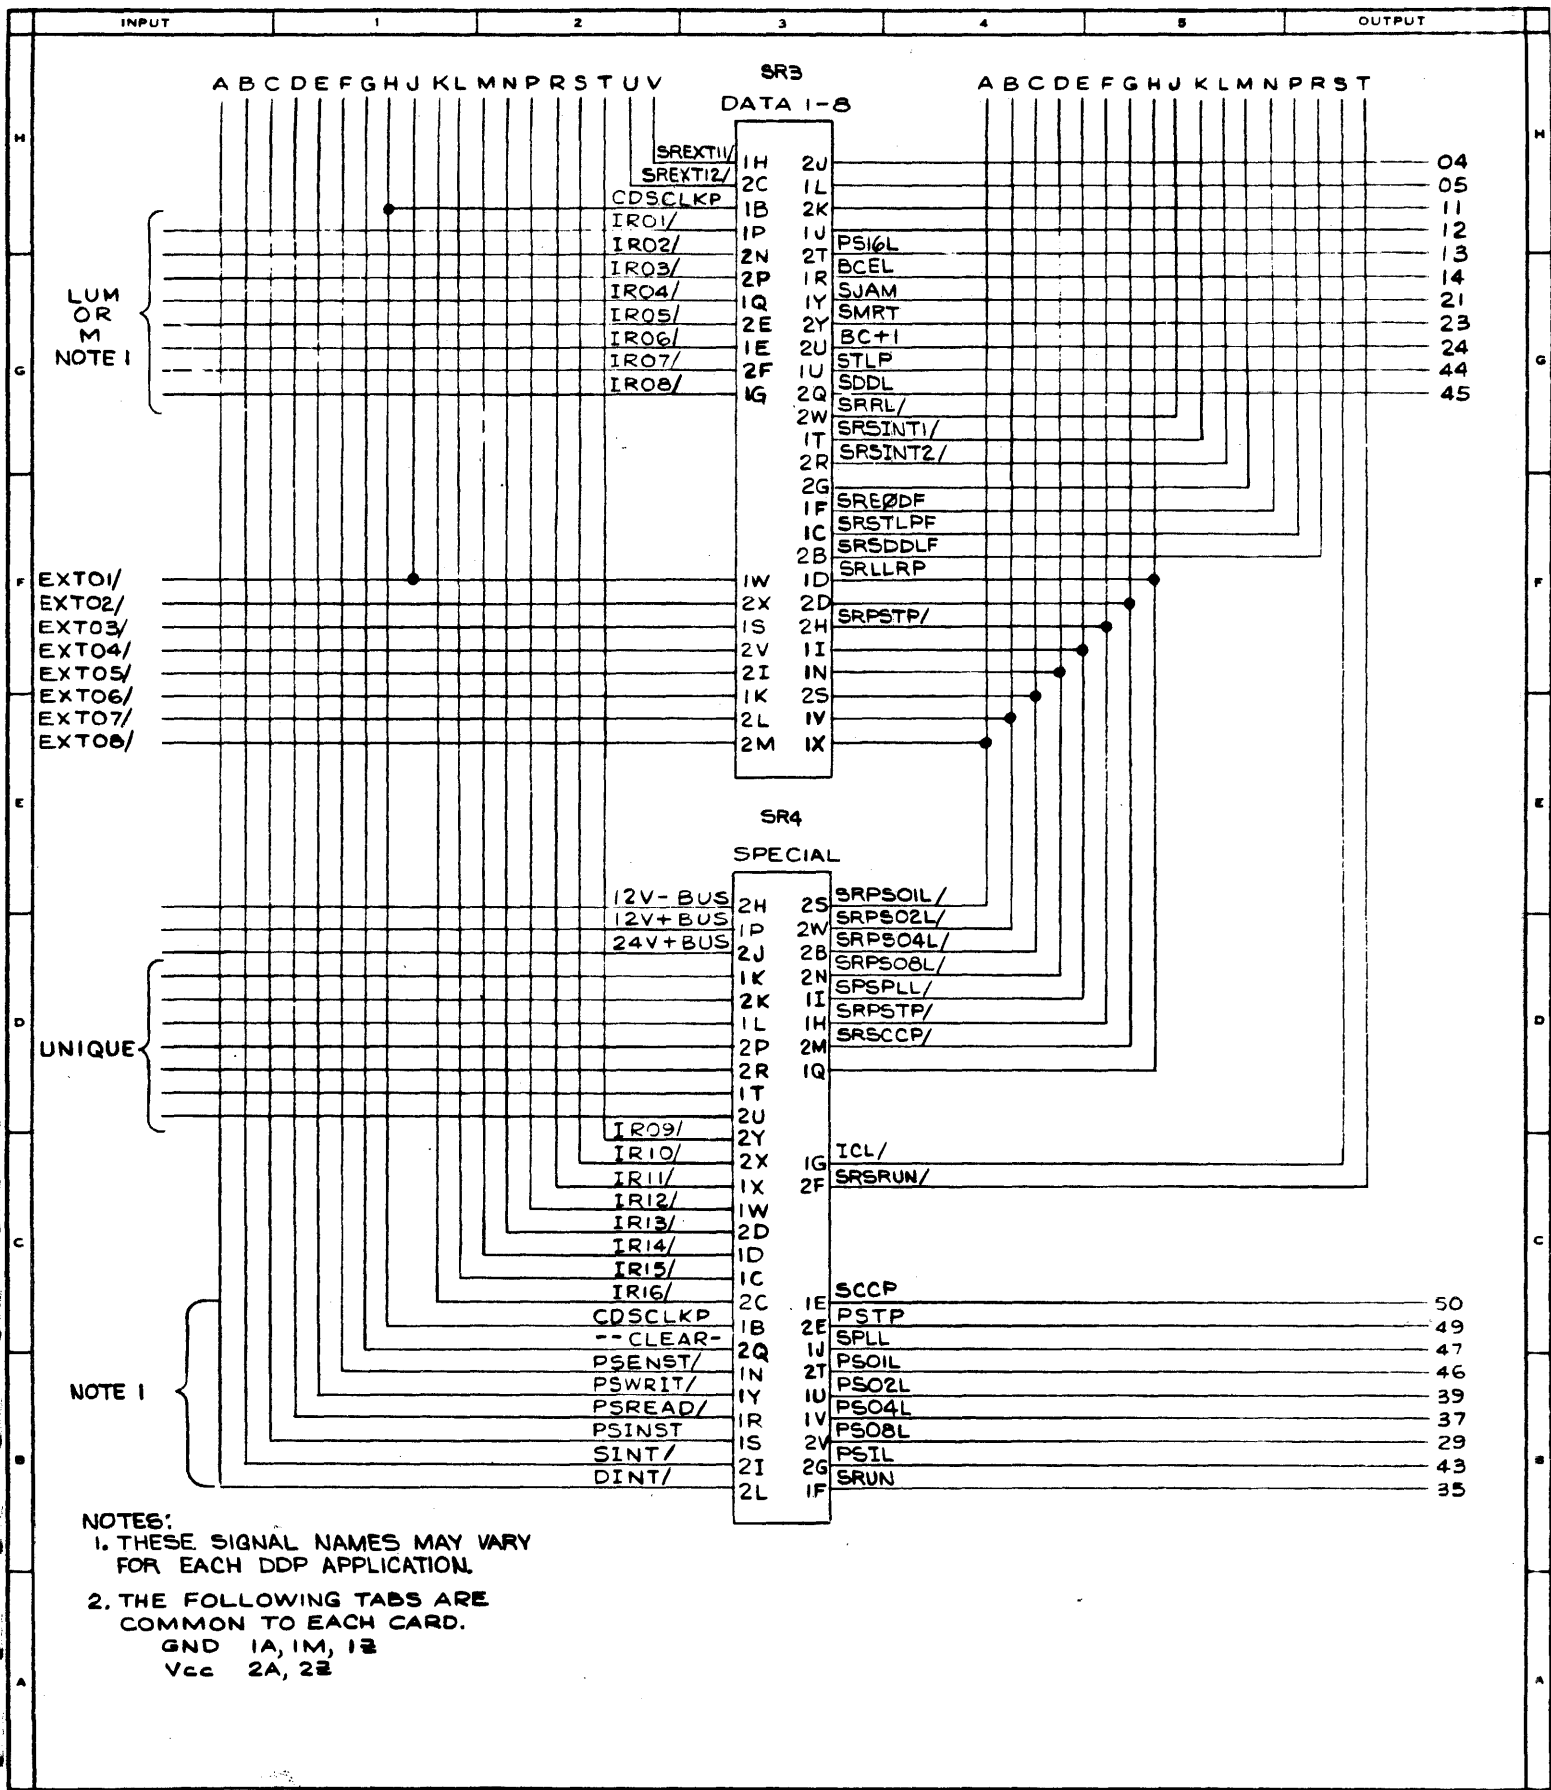 INPUT 1 2 3 4 5 OUTPUT
A B C D E F G H J K L M N P R S T U V
SR3
DATA 1-8
A B C D E F G H J K L M N P R S T
H H
SREXT11/ 1H 2J 04
SREXT12/ 2C 1L 05
CDSCLKP 1B 2K 11
IR01/ 1P 1J 12
IR02/ 2N 2T PS16L 13
IR03/ 2P 1R BCEL 14
IR04/ 1Q 1Y SJAM 21
IR05/ 2E 2Y SMRT 23
IR06/ 1E 2U BC+1 24
IR07/ 2F 1U STLP 44
IR08/ 1G 2Q SDDL 45
LUM
OR
M
NOTE 1
G G
2W SRRL/
1T SRSINT1/
2R SRSINT2/
2G
1F SREØDF
1C SRSTLPF
2B SRSDDLF
F F
EXT01/ 1W 1D SRLLRP
EXT02/ 2X 2D
EXT03/ 1S 2H SRPSTP/
EXT04/ 2V 1I
EXT05/ 2I 1N
EXT06/ 1K 2S
EXT07/ 2L 1V
EXT08/ 2M 1X
E E
SR4
SPECIAL
12V- BUS 2H 2S SRPS01L/
12V+BUS 1P 2W SRPS02L/
24V+BUS 2J 2B SRPS04L/
1K 2N SRPS08L/
2K 1I SPSPLL/
1L 1H SRPSTP/
2P 2M SRSCCP/
2R 1Q
1T
2U
D D
UNIQUE
IR09/ 2Y
IR10/ 2X 1G ICL/
IR11/ 1X 2F SRSRUN/
IR12/ 1W
IR13/ 2D
IR14/ 1D
IR15/ 1C
C C
IR16/ 2C 1E SCCP 50
CDSCLKP 1B 2E PSTP 49
--CLEAR- 2Q 1J SPLL 47
PSENST/ 1N 2T PS01L 46
PSWRIT/ 1Y 1U PS02L 39
PSREAD/ 1R 1V PS04L 37
PSINST 1S 2V PS08L 29
SINT/ 2I 2G PSIL 43
DINT/ 2L 1F SRUN 35
NOTE 1
B B
NOTES:
1. THESE SIGNAL NAMES MAY VARY
FOR EACH DDP APPLICATION.
2. THE FOLLOWING TABS ARE
COMMON TO EACH CARD.
GND 1A, 1M, 1Z
Vcc 2A, 2Z
A A